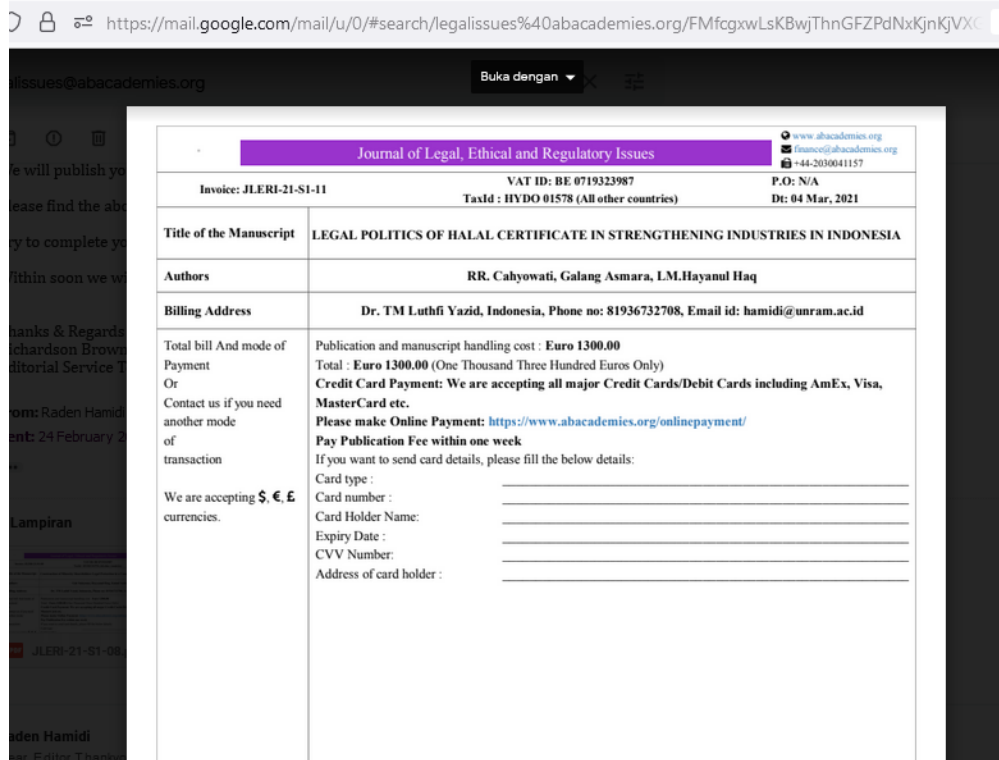 https://mail.google.com/mail/u/0/#search/legalissues%40abacademies.org/FMfcgxwLsKBwjThnGFZPdNxKjnKjVXG
alissues@abacademies.org
Buka dengan
Journal of Legal, Ethical and Regulatory Issues
www.abacademies.org
finance@abacademies.org
+44-2030041157
Invoice: JLERI-21-S1-11
VAT ID: BE 0719323987
TaxId : HYDO 01578 (All other countries)
P.O: N/A
Dt: 04 Mar, 2021
Title of the Manuscript
LEGAL POLITICS OF HALAL CERTIFICATE IN STRENGTHENING INDUSTRIES IN INDONESIA
Authors
RR. Cahyowati, Galang Asmara, LM.Hayanul Haq
Billing Address
Dr. TM Luthfi Yazid, Indonesia, Phone no: 81936732708, Email id: hamidi@unram.ac.id
Total bill And mode of
Payment
Or
Contact us if you need
another mode
of
transaction
We are accepting $, €, £
currencies.
Publication and manuscript handling cost : Euro 1300.00
Total : Euro 1300.00 (One Thousand Three Hundred Euros Only)
Credit Card Payment: We are accepting all major Credit Cards/Debit Cards including AmEx, Visa,
MasterCard etc.
Please make Online Payment: https://www.abacademies.org/onlinepayment/
Pay Publication Fee within one week
If you want to send card details, please fill the below details:
Card type :
Card number :
Card Holder Name:
Expiry Date :
CVV Number:
Address of card holder :
e will publish yo
lease find the abo
ry to complete yo
ithin soon we wi
hanks & Regards
ichardson Brown
ditorial Service T
om: Raden Hamidi
ent: 24 February 2
Lampiran
JLERI-21-S1-08.
aden Hamidi